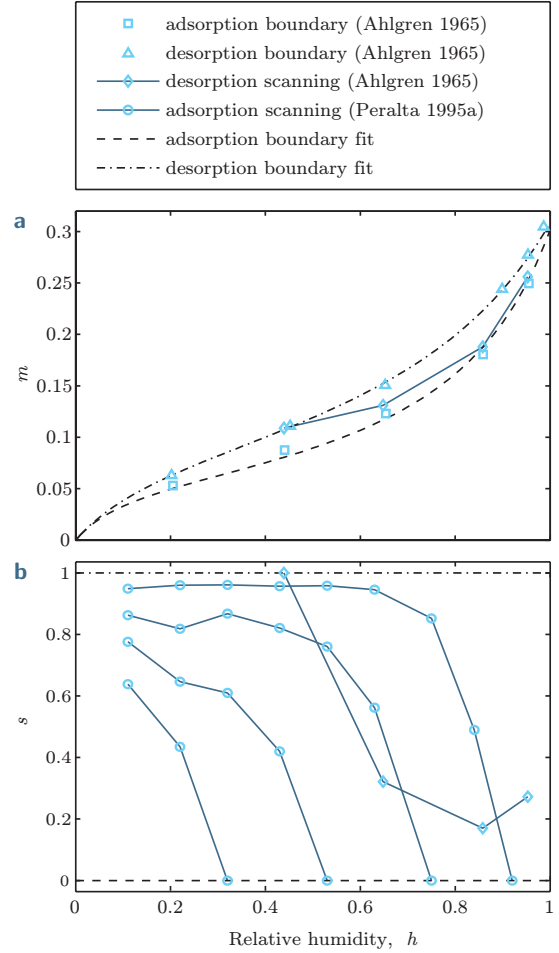 adsorption boundary (Ahlgren 1965)
desorption boundary (Ahlgren 1965)
desorption scanning (Ahlgren 1965)
adsorption scanning (Peralta 1995a)
adsorption boundary fit
desorption boundary fit
a
0.3
0.25
0.2
m
0.15
0.1
0.05
0
b
1
0.8
0.6
s
0.4
0.2
0
0 0.2 0.4 0.6 0.8 1
Relative humidity, h